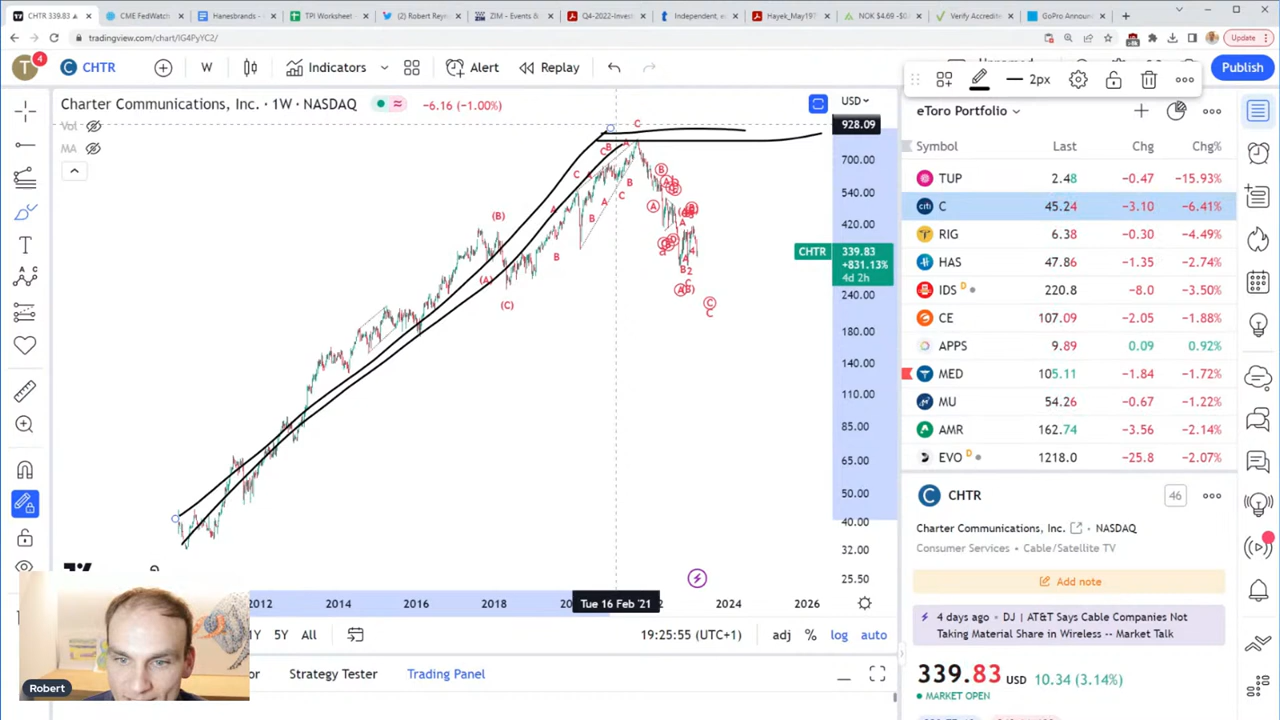 CHTR 339.83
CME FedWatch
Hanesbrands -
TPI Worksheet
(2) Robert Rey
ZIM - Events &
Q4-2022-Invest
Independent, w
Hayek_May197
NOK $4.69
Verify Accredite
GoPro Announ
tradingview.com/chart/IG4PyYC2/
Update
T
4
CHTR
W
Indicators
Alert
Replay
Publish
2px
Charter Communications, Inc. · 1W · NASDAQ
-6.16 (-1.00%)
USD
Vol
MA
928.09
700.00
540.00
420.00
CHTR
339.83
+831.13%
4d 2h
240.00
180.00
140.00
110.00
85.00
65.00
50.00
40.00
32.00
25.50
(B)
(A)
(C)
2012
2014
2016
2018
Tue 16 Feb '21
2024
2026
1Y
5Y
All
19:25:55 (UTC+1)
adj
%
log
auto
Strategy Tester
Trading Panel
Robert
eToro Portfolio
Symbol
Last
Chg
Chg%
TUP 2.48 -0.47 -15.93%
C 45.24 -3.10 -6.41%
RIG 6.38 -0.30 -4.49%
HAS 47.86 -1.35 -2.74%
IDS D 220.8 -8.0 -3.50%
CE 107.09 -2.05 -1.88%
APPS 9.89 0.09 0.92%
MED 105.11 -1.84 -1.72%
MU 54.26 -0.67 -1.22%
AMR 162.74 -3.56 -2.14%
EVO D 1218.0 -25.8 -2.07%
CHTR
46
Charter Communications, Inc. · NASDAQ
Consumer Services · Cable/Satellite TV
Add note
4 days ago · DJ | AT&T Says Cable Companies Not
Taking Material Share in Wireless -- Market Talk
339.83 USD 10.34 (3.14%)
MARKET OPEN